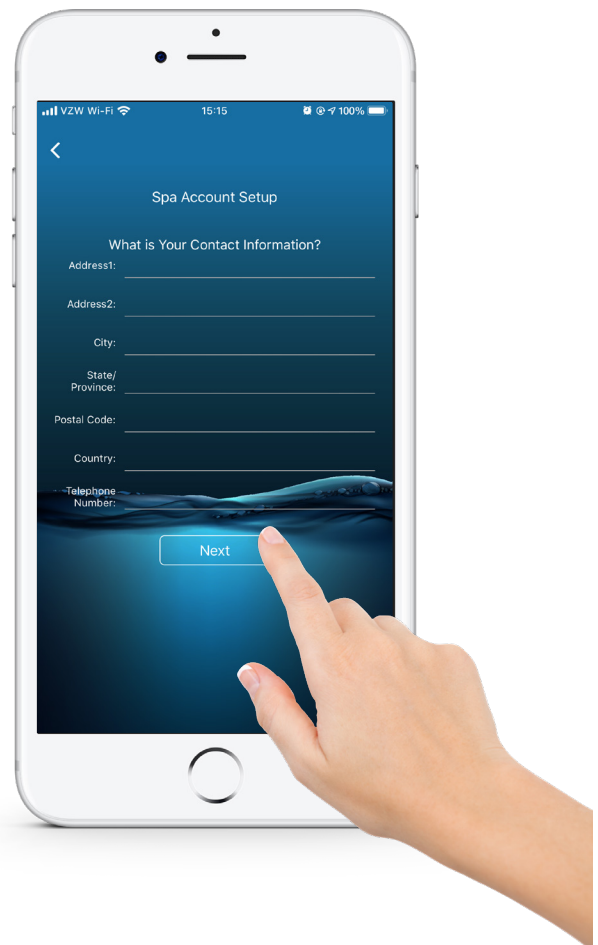 VZW Wi-Fi 15:15 100%
Spa Account Setup
What is Your Contact Information?
Address1:
Address2:
City:
State/
Province:
Postal Code:
Country:
Telephone
Number:
Next